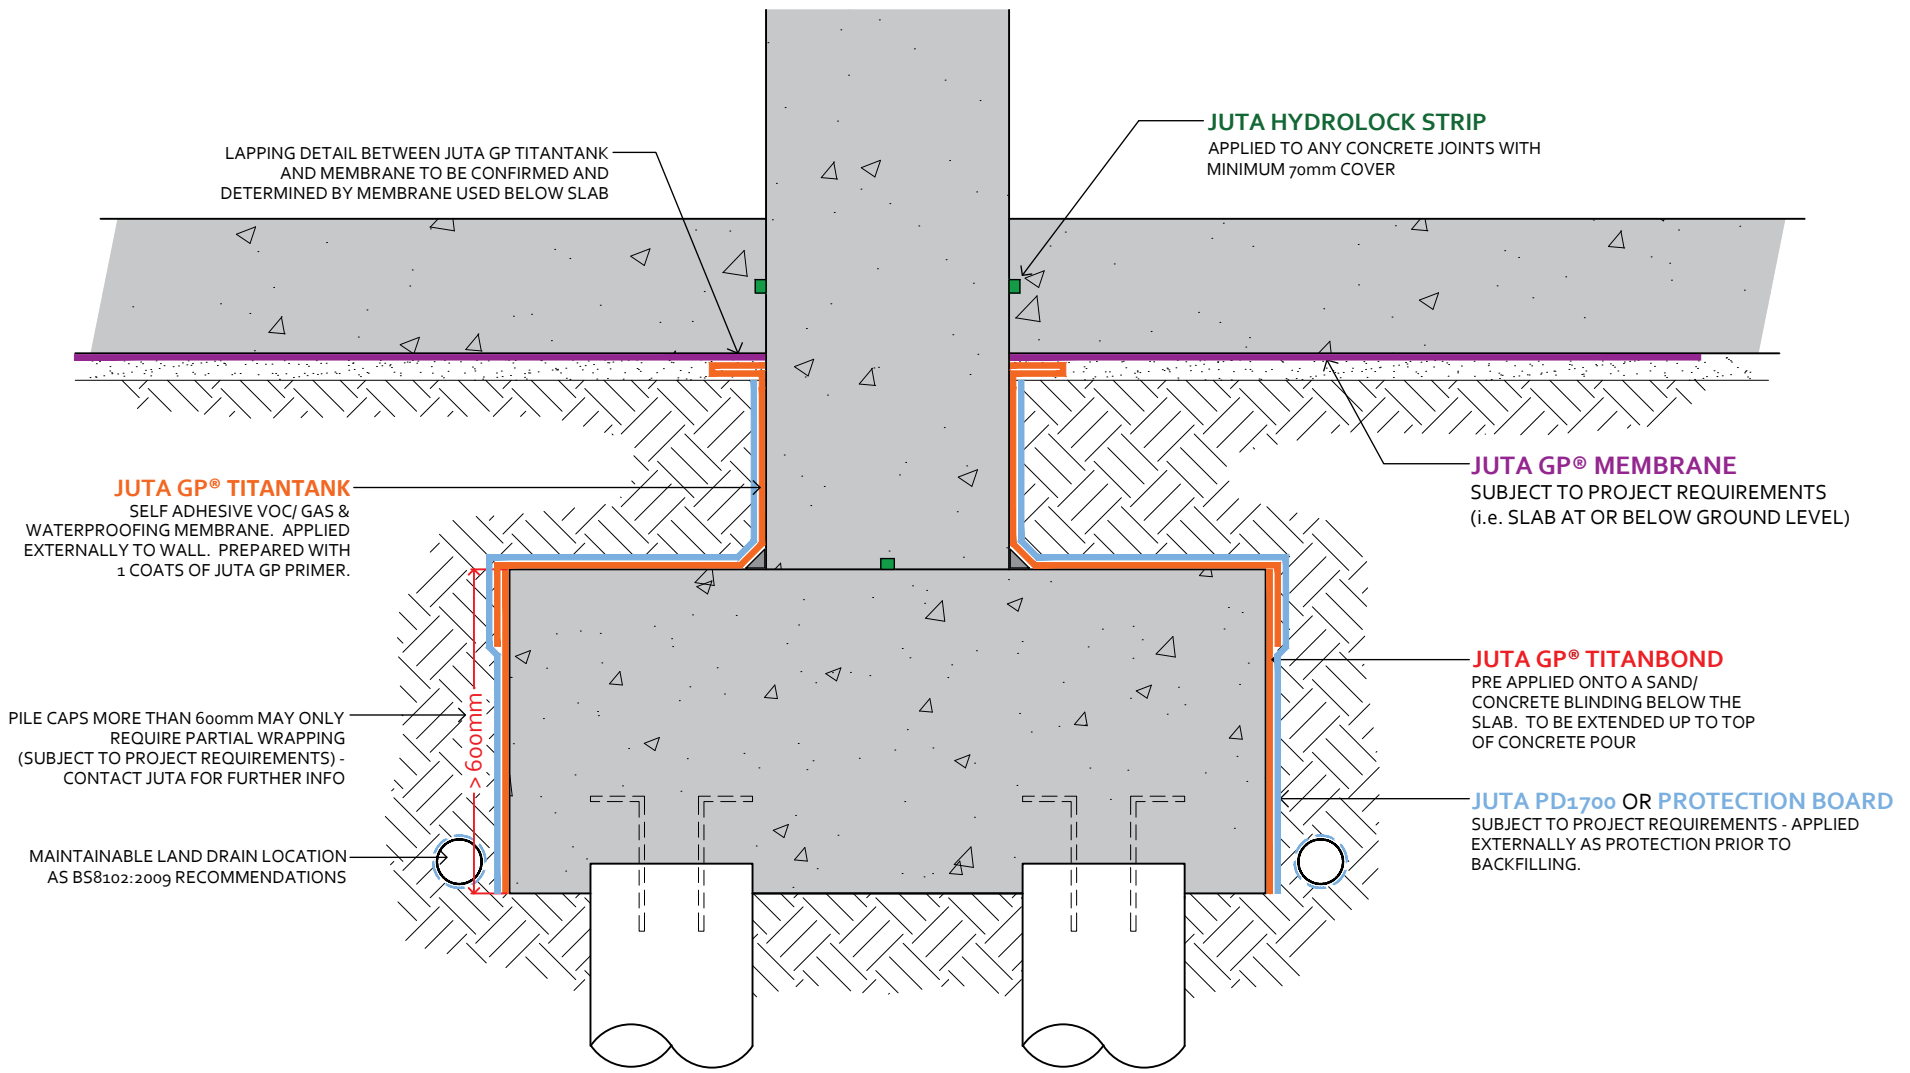 LAPPING DETAIL BETWEEN JUTA GP TITANTANK
AND MEMBRANE TO BE CONFIRMED AND
DETERMINED BY MEMBRANE USED BELOW SLAB
JUTA HYDROLOCK STRIP
APPLIED TO ANY CONCRETE JOINTS WITH
MINIMUM 70mm COVER
JUTA GP® TITANTANK
SELF ADHESIVE VOC/ GAS &
WATERPROOFING MEMBRANE. APPLIED
EXTERNALLY TO WALL. PREPARED WITH
1 COATS OF JUTA GP PRIMER.
JUTA GP® MEMBRANE
SUBJECT TO PROJECT REQUIREMENTS
(i.e. SLAB AT OR BELOW GROUND LEVEL)
PILE CAPS MORE THAN 600mm MAY ONLY
REQUIRE PARTIAL WRAPPING
(SUBJECT TO PROJECT REQUIREMENTS) -
CONTACT JUTA FOR FURTHER INFO
> 600mm
JUTA GP® TITANBOND
PRE APPLIED ONTO A SAND/
CONCRETE BLINDING BELOW THE
SLAB. TO BE EXTENDED UP TO TOP
OF CONCRETE POUR
MAINTAINABLE LAND DRAIN LOCATION
AS BS8102:2009 RECOMMENDATIONS
JUTA PD1700 OR PROTECTION BOARD
SUBJECT TO PROJECT REQUIREMENTS - APPLIED
EXTERNALLY AS PROTECTION PRIOR TO
BACKFILLING.